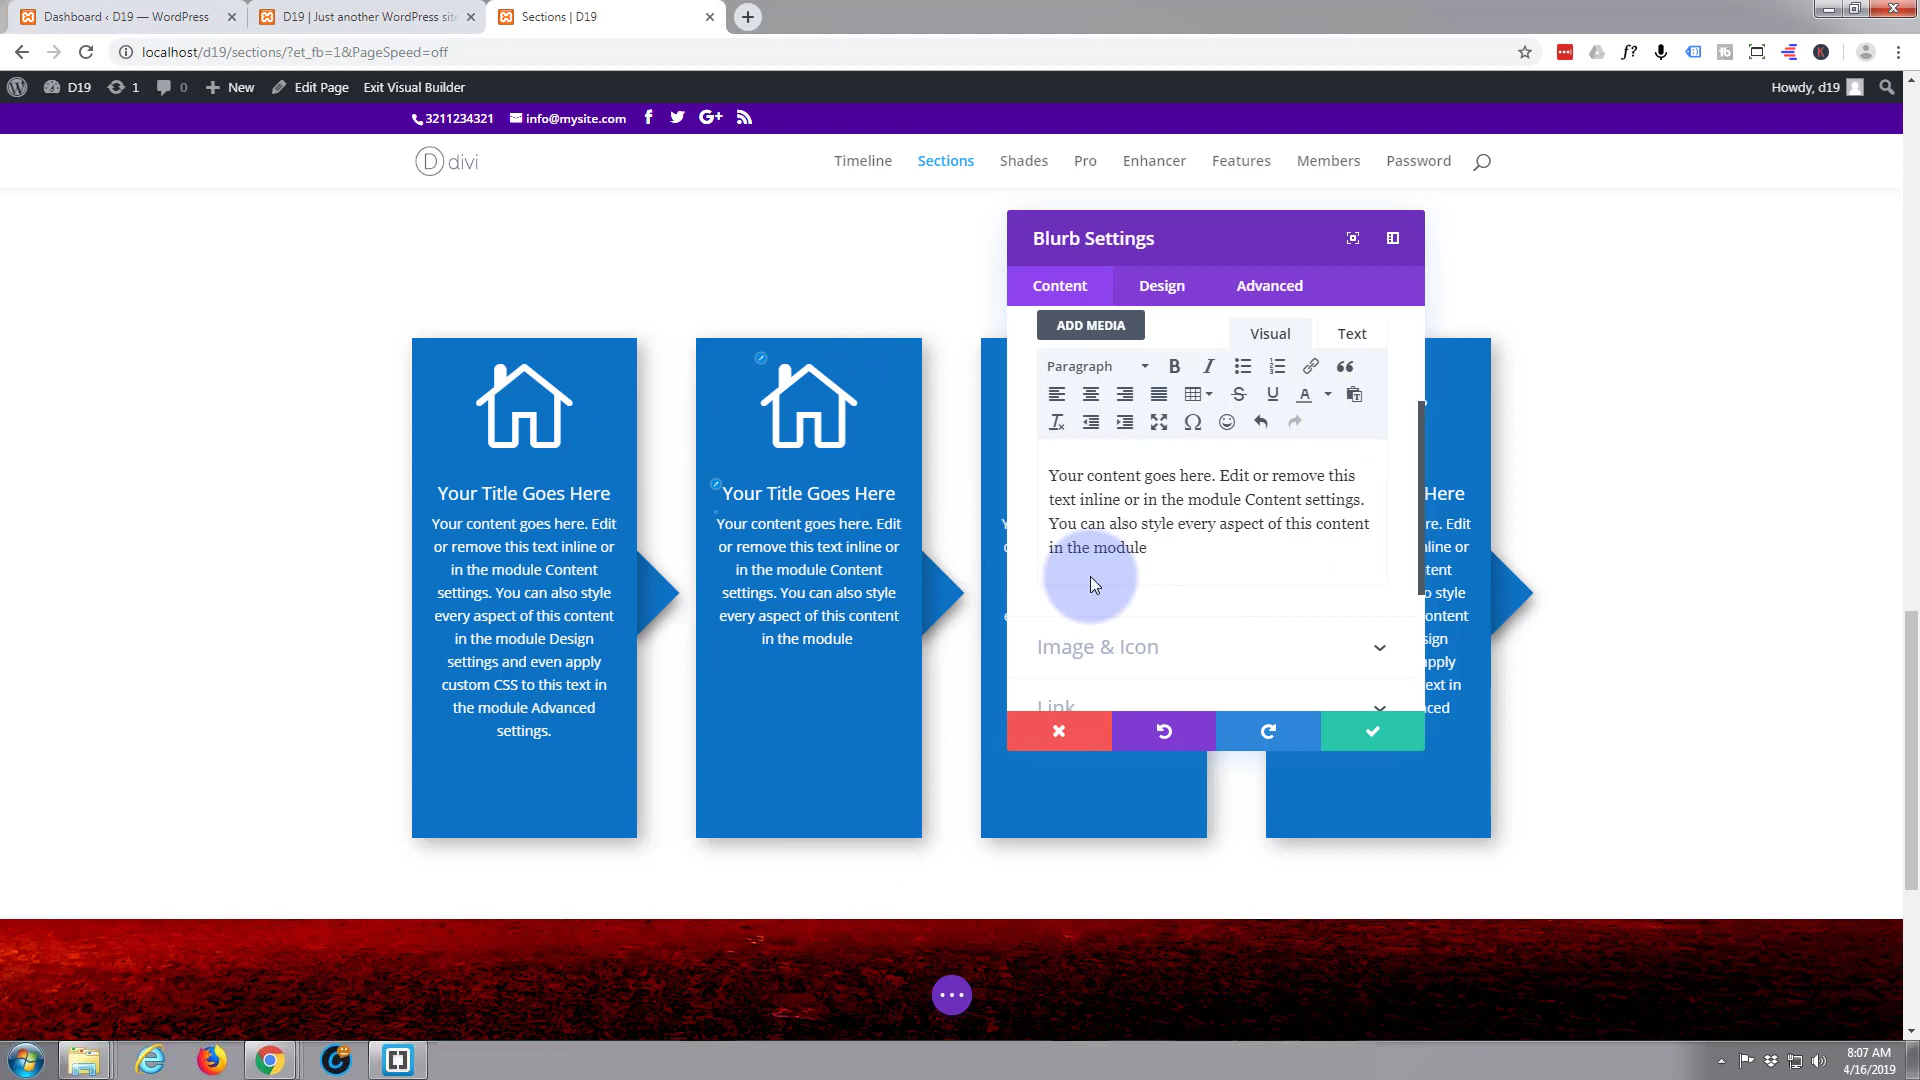 Dashboard ‹ D19 — WordPress
D19 | Just another WordPress site
Sections | D19
localhost/d19/sections/?et_fb=1&PageSpeed=off
D19
1
0
New
Edit Page
Exit Visual Builder
Howdy, d19
3211234321
info@mysite.com
divi
Timeline
Sections
Shades
Pro
Enhancer
Features
Members
Password
Blurb Settings
Content
Design
Advanced
ADD MEDIA
Visual
Text
Paragraph
Your content goes here. Edit or remove this
text inline or in the module Content settings.
You can also style every aspect of this content
in the module
Image & Icon
Link
Your Title Goes Here
Your content goes here. Edit
or remove this text inline or
in the module Content
settings. You can also style
every aspect of this content
in the module Design
settings and even apply
custom CSS to this text in
the module Advanced
settings.
Your Title Goes Here
Your content goes here. Edit
or remove this text inline or
in the module Content
settings. You can also style
every aspect of this content
in the module
Here
re. Edit
nline or
tent
o style
ontent
sign
pply
ext in
nced
8:07 AM
4/16/2019